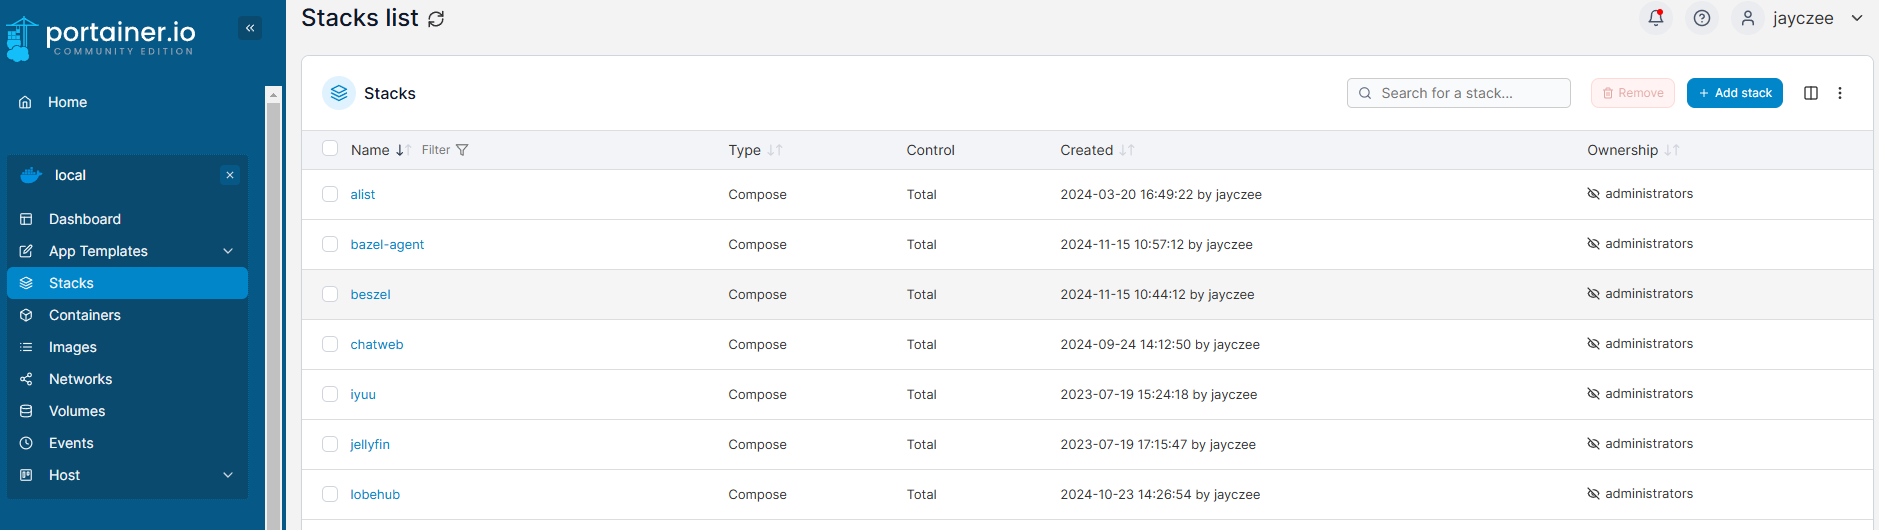 portainer.io
COMMUNITY EDITION
Home
local
Dashboard
App Templates
Stacks
Containers
Images
Networks
Volumes
Events
Host
Stacks list
jayczee
Stacks
Search for a stack...
Remove
+ Add stack
Name Filter Type Control Created Ownership
alist Compose Total 2024-03-20 16:49:22 by jayczee administrators
bazel-agent Compose Total 2024-11-15 10:57:12 by jayczee administrators
beszel Compose Total 2024-11-15 10:44:12 by jayczee administrators
chatweb Compose Total 2024-09-24 14:12:50 by jayczee administrators
iyuu Compose Total 2023-07-19 15:24:18 by jayczee administrators
jellyfin Compose Total 2023-07-19 17:15:47 by jayczee administrators
lobehub Compose Total 2024-10-23 14:26:54 by jayczee administrators